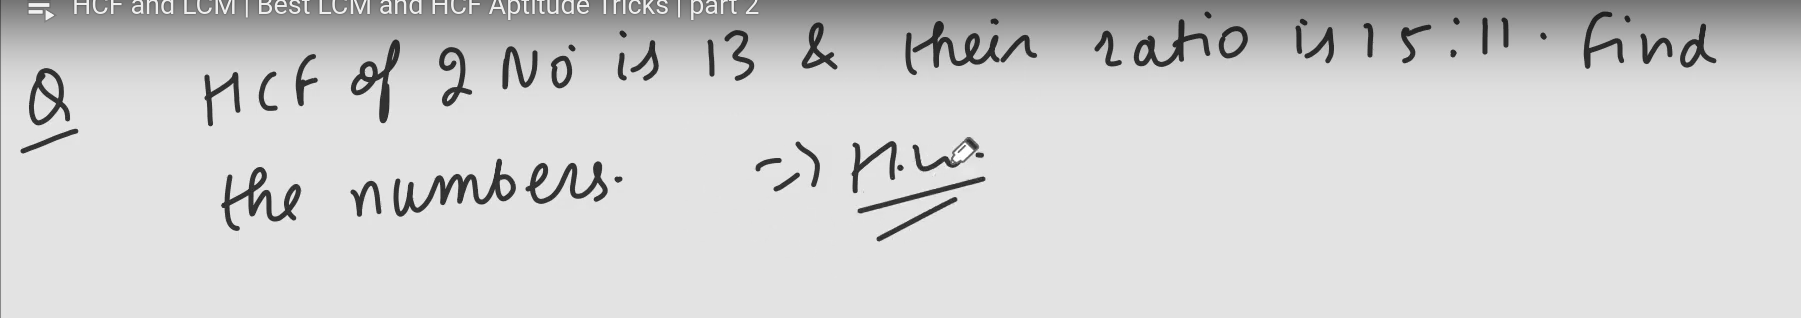 HCF and LCM | Best LCM and HCF Aptitude Tricks | part 2
Q HCF of 2 No is 13 & their ratio is 15:11. find
the numbers. => H.W.